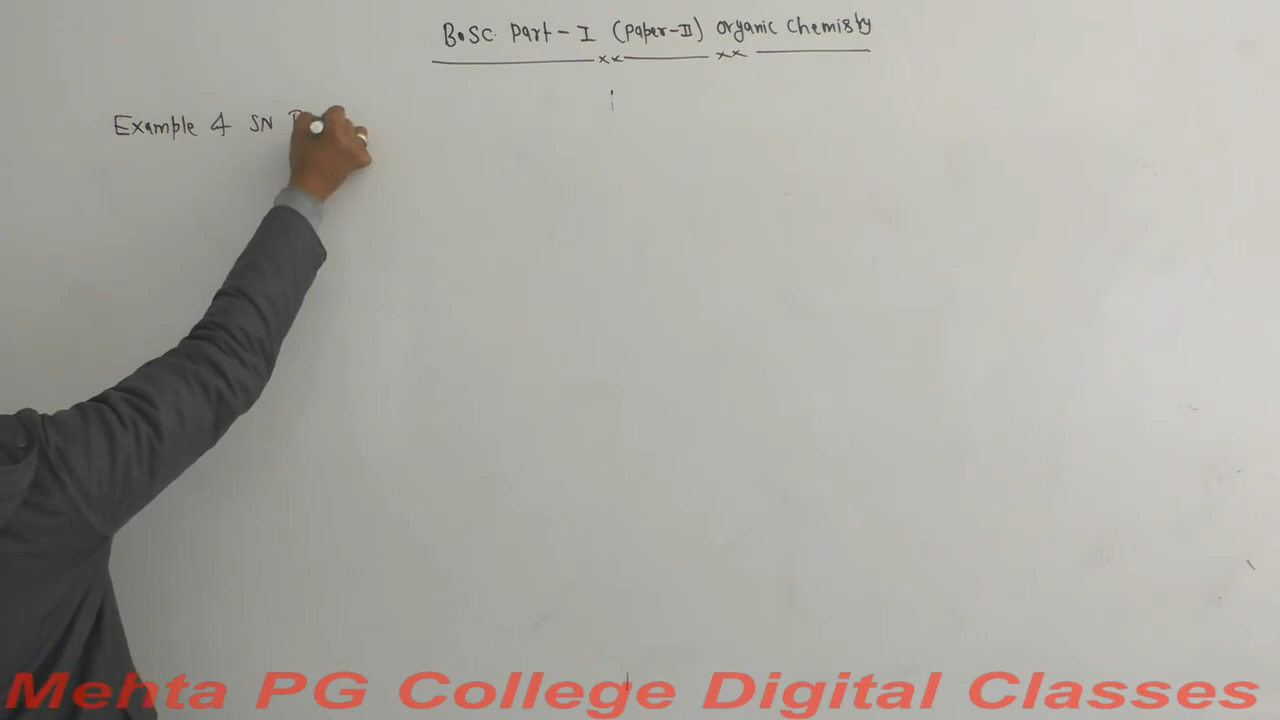 B.Sc. Part - I (Paper-II) Organic Chemistry
Example 4 SN
Mehta PG College Digital Classes